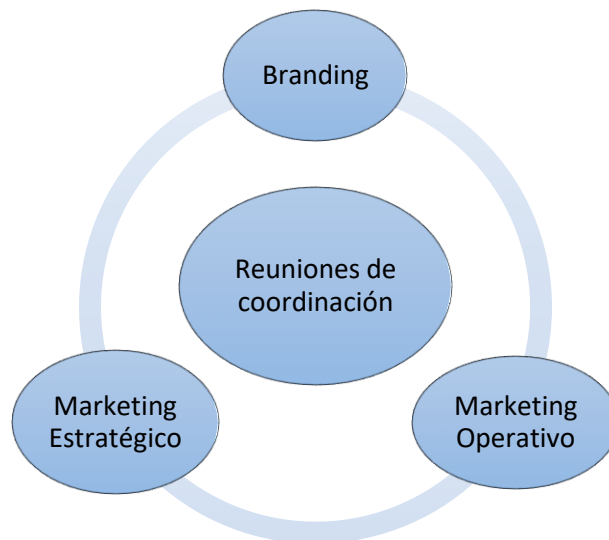 Branding
Reuniones de
coordinación
Marketing
Estratégico
Marketing
Operativo